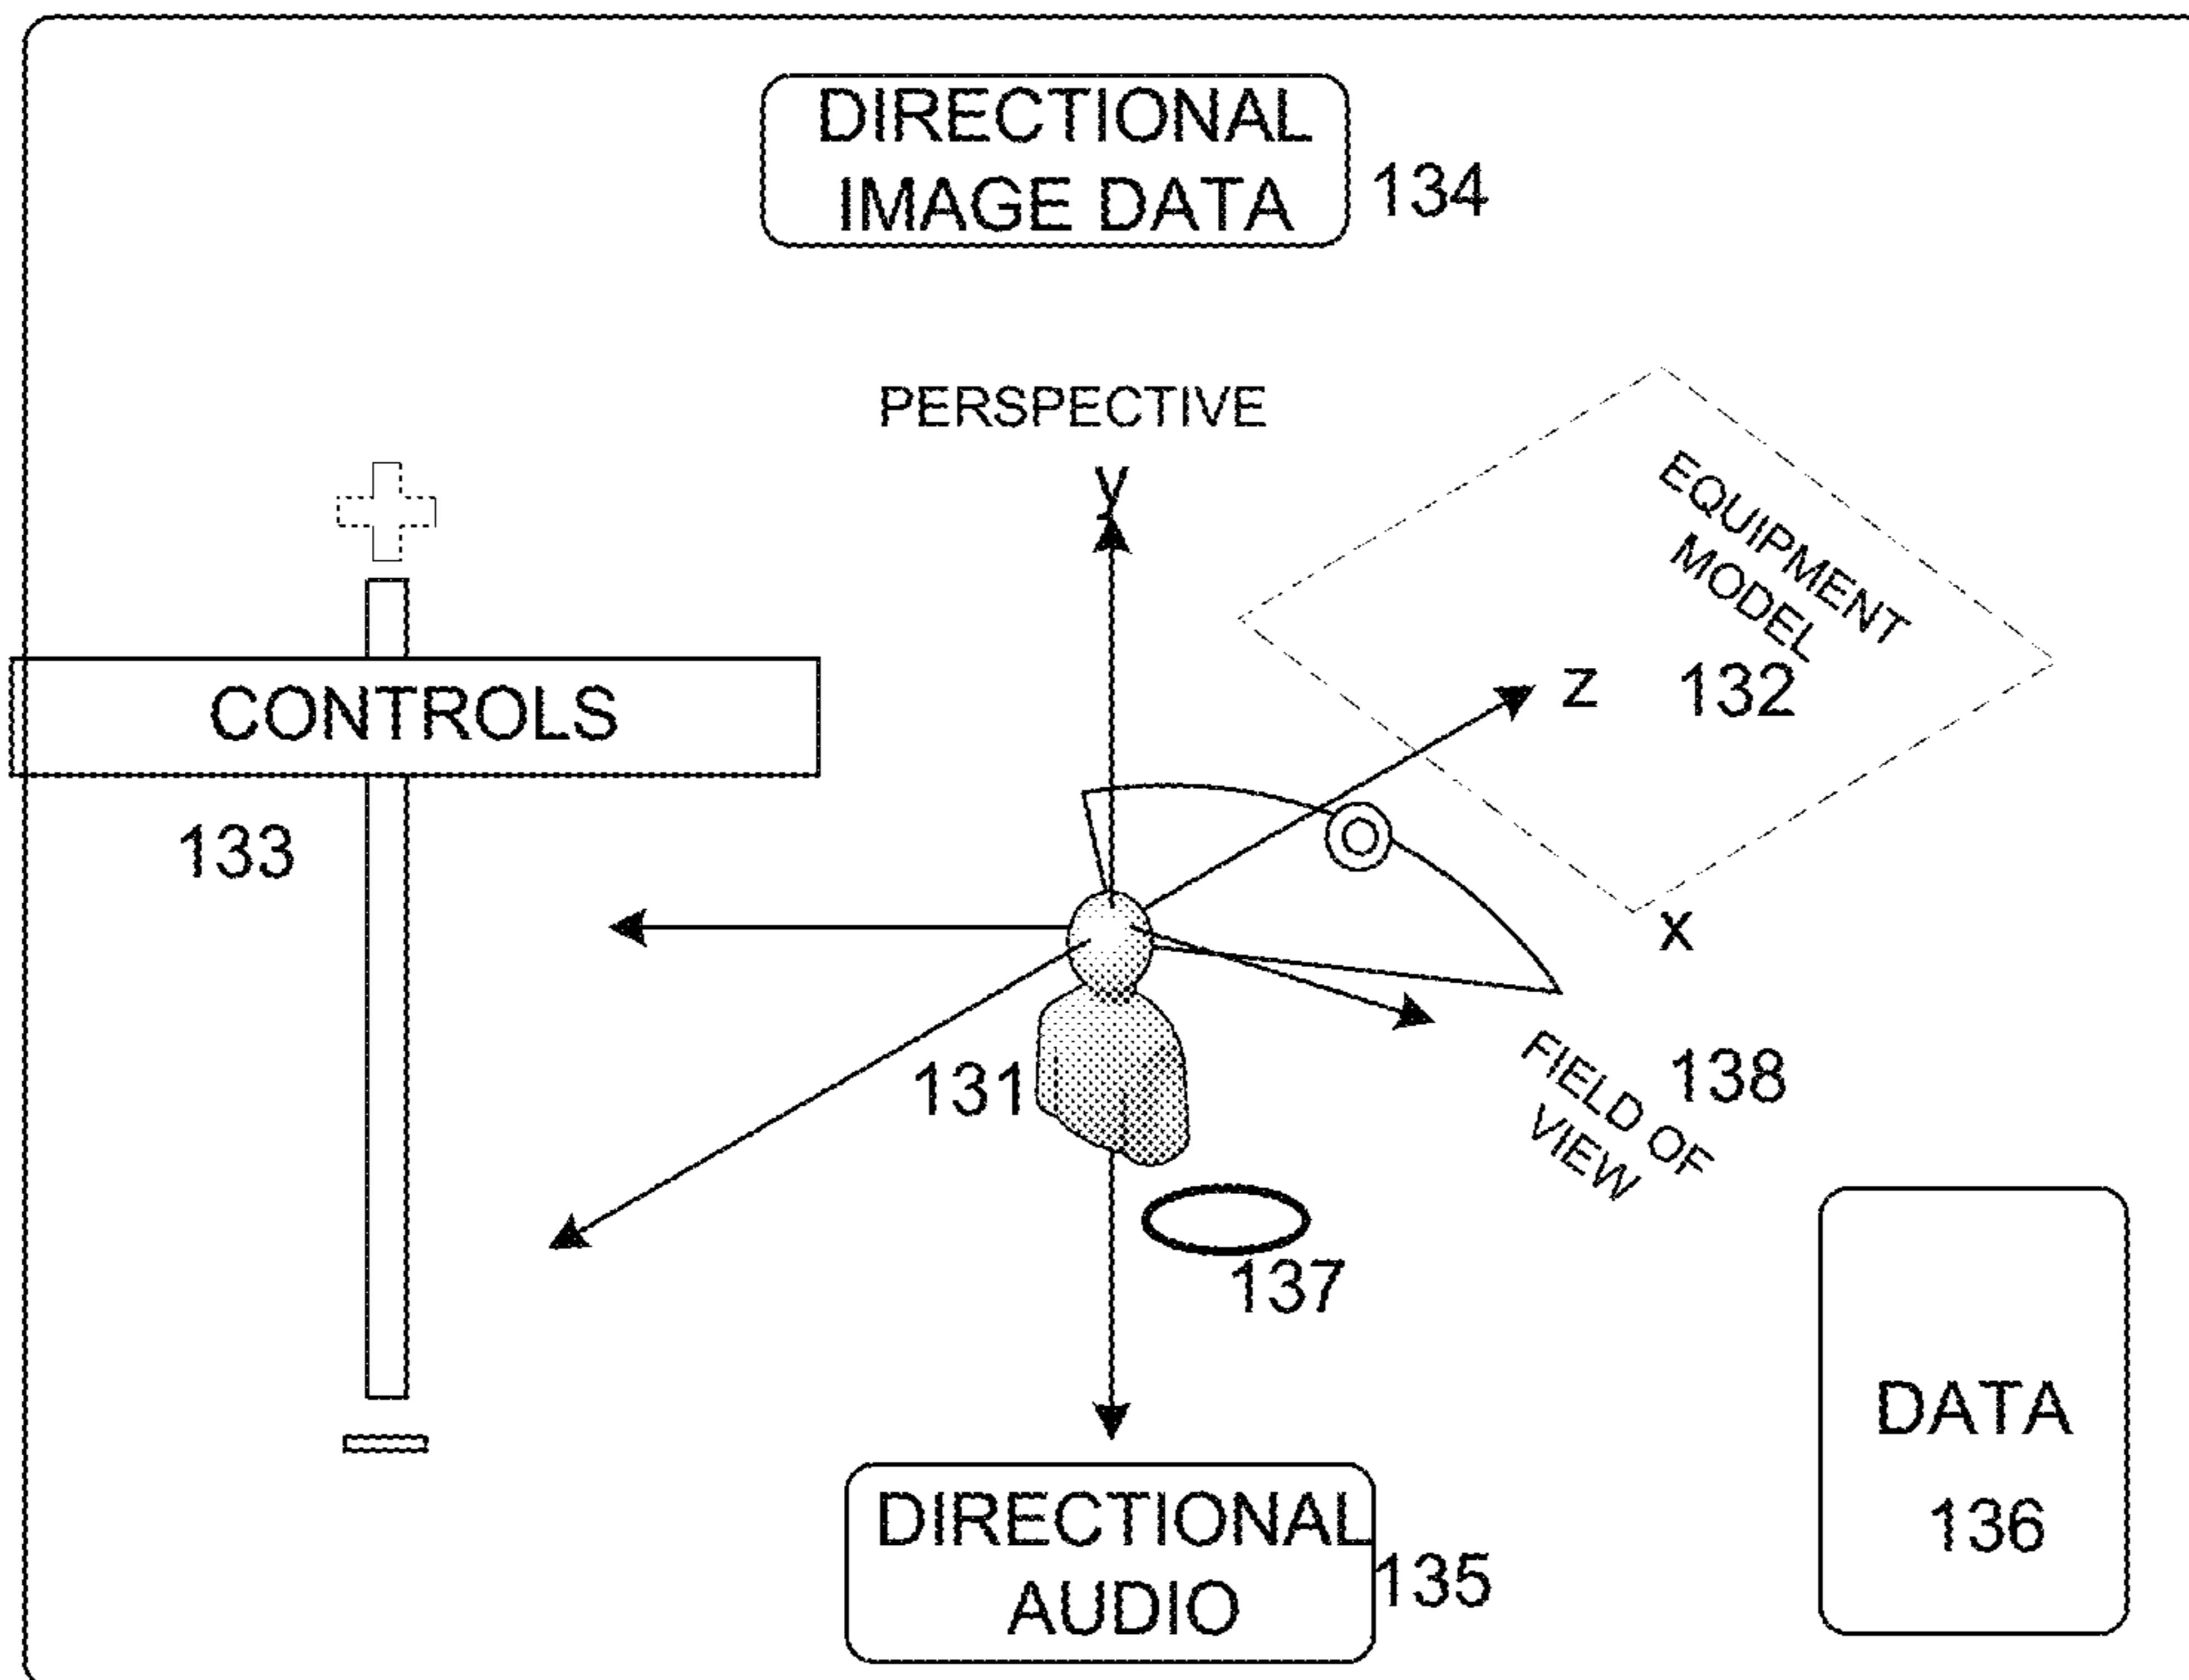 DIRECTIONAL
IMAGE DATA
134
PERSPECTIVE
y
EQUIPMENT
MODEL
132
z
CONTROLS
133
x
131
138
FIELD OF
VIEW
137
DATA
136
DIRECTIONAL
AUDIO
135